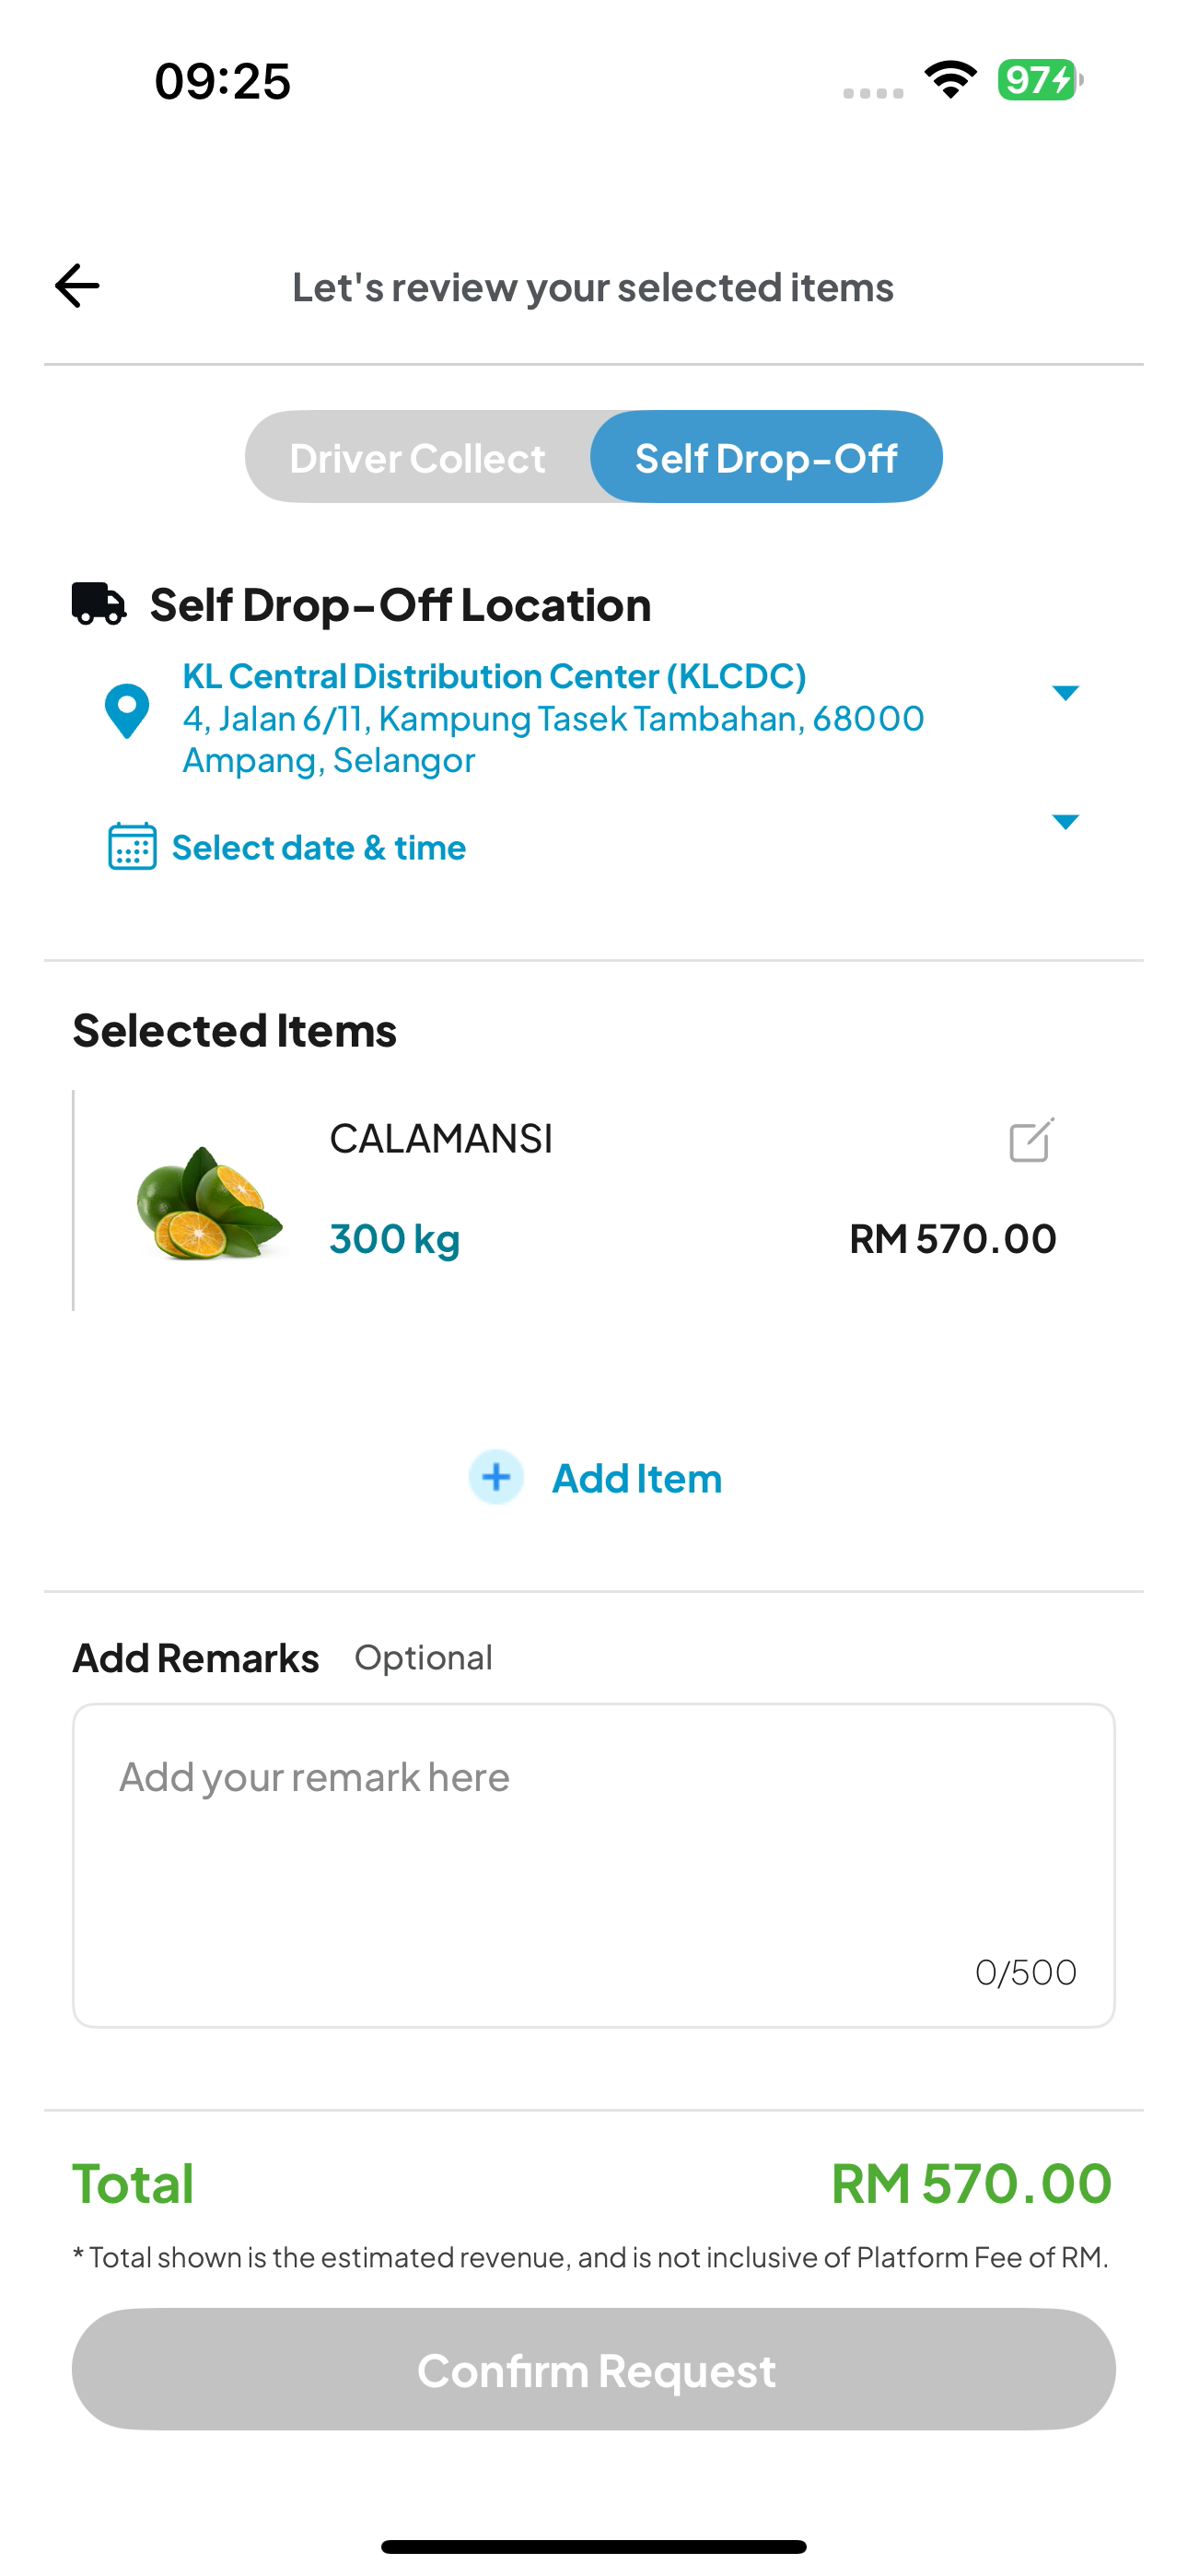 09:25
97
Let's review your selected items
Driver Collect
Self Drop-Off
Self Drop-Off Location
KL Central Distribution Center (KLCDC)
4, Jalan 6/11, Kampung Tasek Tambahan, 68000
Ampang, Selangor
Select date & time
Selected Items
CALAMANSI
300 kg
RM 570.00
Add Item
Add Remarks Optional
Add your remark here
0/500
Total
RM 570.00
* Total shown is the estimated revenue, and is not inclusive of Platform Fee of RM.
Confirm Request